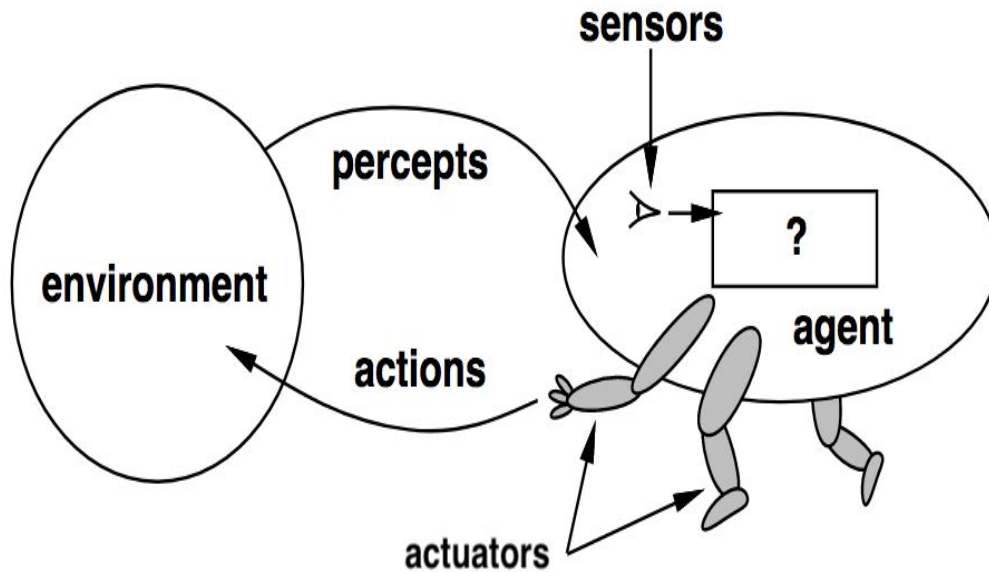 sensors
percepts
environment
?
agent
actions
actuators